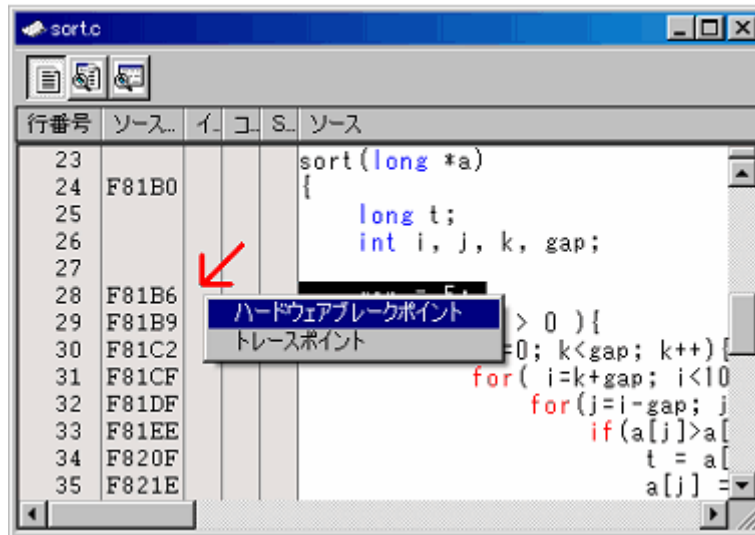 sort.c
行番号 ソース... イ... コ... S... ソース
23 sort(long *a)
24 F81B0 {
25 long t;
26 int i, j, k, gap;
27
28 F81B6
ハードウェアブレークポイント
29 F81B9 > 0 ){
トレースポイント
30 F81C2 =0; k<gap; k++){
31 F81CF for( i=k+gap; i<10
32 F81DF for(j=i-gap; j
33 F81EE if(a[j]>a[
34 F820F t = a[
35 F821E a[j] =